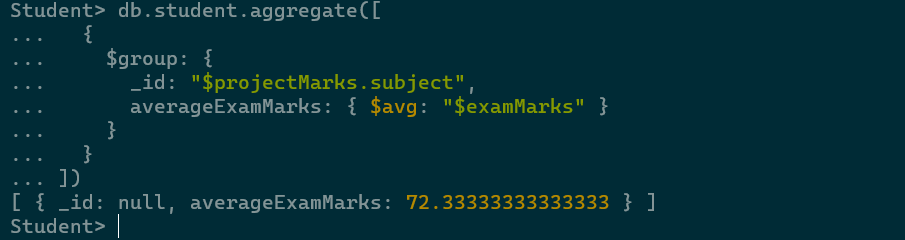 Student> db.student.aggregate([
...   {
...     $group: {
...       _id: "$projectMarks.subject",
...       averageExamMarks: { $avg: "$examMarks" }
...     }
...   }
... ])
[ { _id: null, averageExamMarks: 72.33333333333333 } ]
Student>